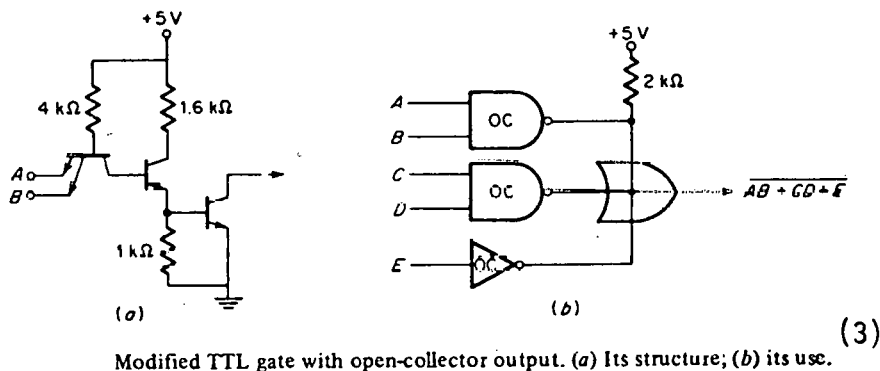 +5V
4 kΩ
1.6 kΩ
A
B
1 kΩ
(a)
+5V
2 kΩ
A
B
OC
C
D
OC
AB + CD + E
E
OC
(b)
(3)
Modified TTL gate with open-collector output. (a) Its structure; (b) its use.